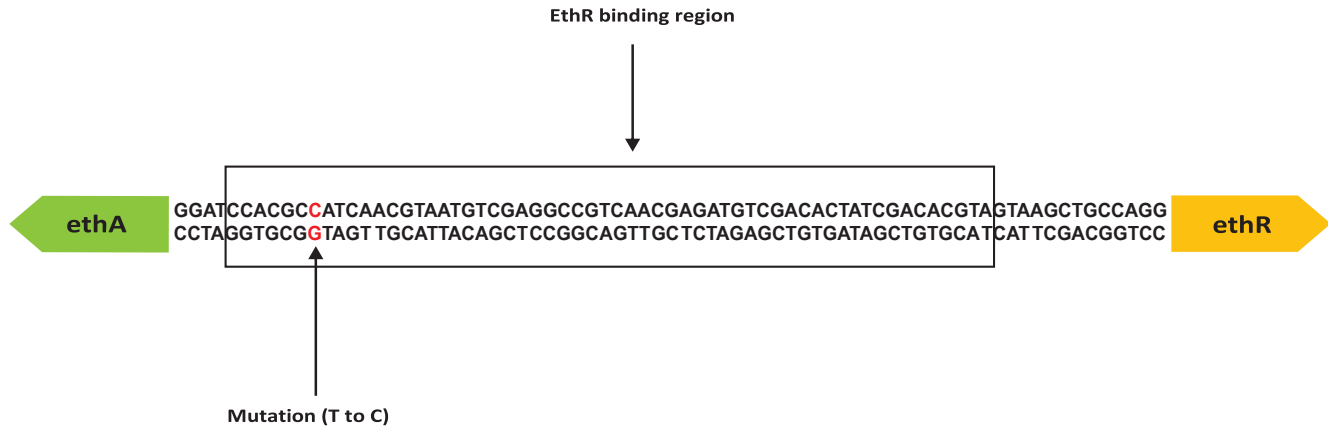 EthR binding region
ethA
GGATCCACGCCATCAACGTAATGTCGAGGCCGTCAACGAGATGTCGACACTATCGACACGTAGTAAGCTGCCAGG
CCTAGGTGCGGTAGTTGCATTACAGCTCCGGCAGTTGCTCTAGAGCTGTGATAGCTGTGCATCATTCGACGGTCC
ethR
Mutation (T to C)